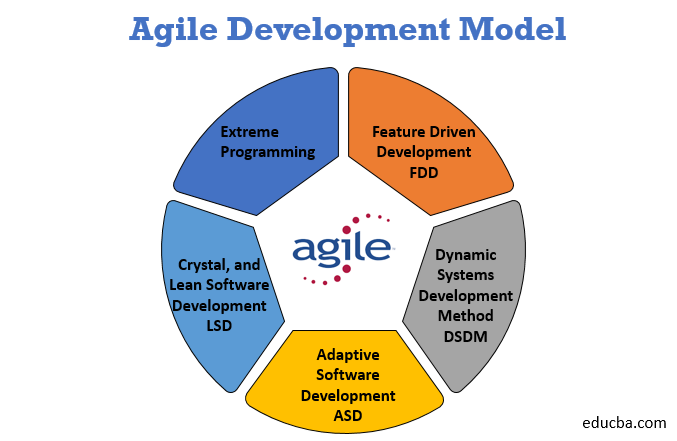 Agile Development Model
Extreme
Programming
Feature Driven
Development
FDD
Crystal, and
Lean Software
Development
LSD
agile
Dynamic
Systems
Development
Method
DSDM
Adaptive
Software
Development
ASD
educba.com